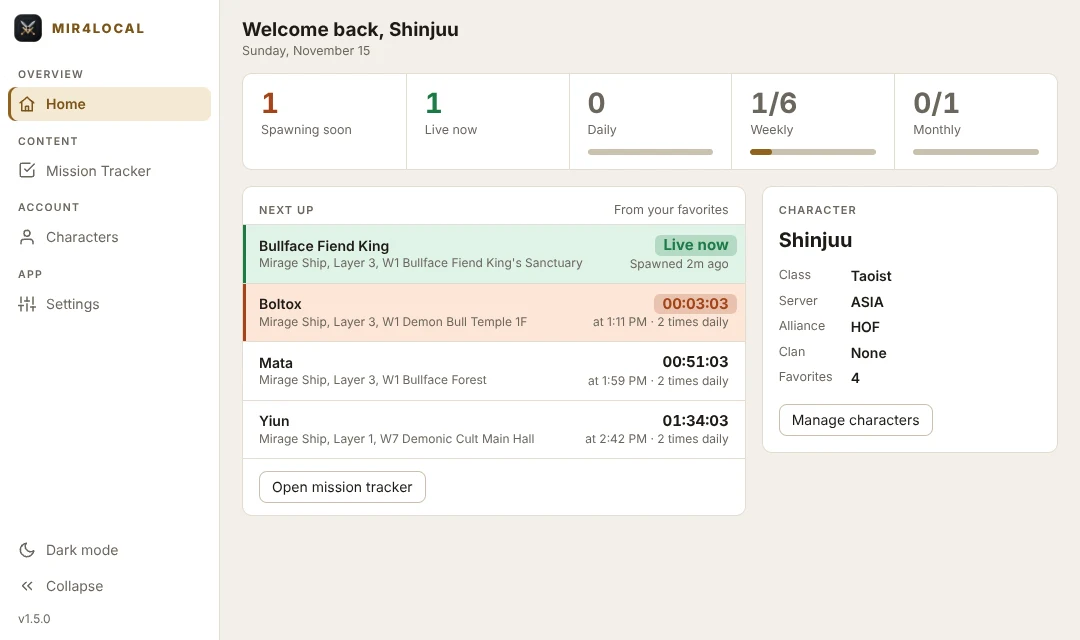 MIR4LOCAL
OVERVIEW
Home
CONTENT
Mission Tracker
ACCOUNT
Characters
APP
Settings
Dark mode
Collapse
v1.5.0
Welcome back, Shinjuu
Sunday, November 15
1
Spawning soon
1
Live now
0
Daily
1/6
Weekly
0/1
Monthly
NEXT UP From your favorites
Bullface Fiend King Live now
Mirage Ship, Layer 3, W1 Bullface Fiend King's Sanctuary Spawned 2m ago
Boltox 00:03:03
Mirage Ship, Layer 3, W1 Demon Bull Temple 1F at 1:11 PM · 2 times daily
Mata 00:51:03
Mirage Ship, Layer 3, W1 Bullface Forest at 1:59 PM · 2 times daily
Yiun 01:34:03
Mirage Ship, Layer 1, W7 Demonic Cult Main Hall at 2:42 PM · 2 times daily
Open mission tracker
CHARACTER
Shinjuu
Class Taoist
Server ASIA
Alliance HOF
Clan None
Favorites 4
Manage characters